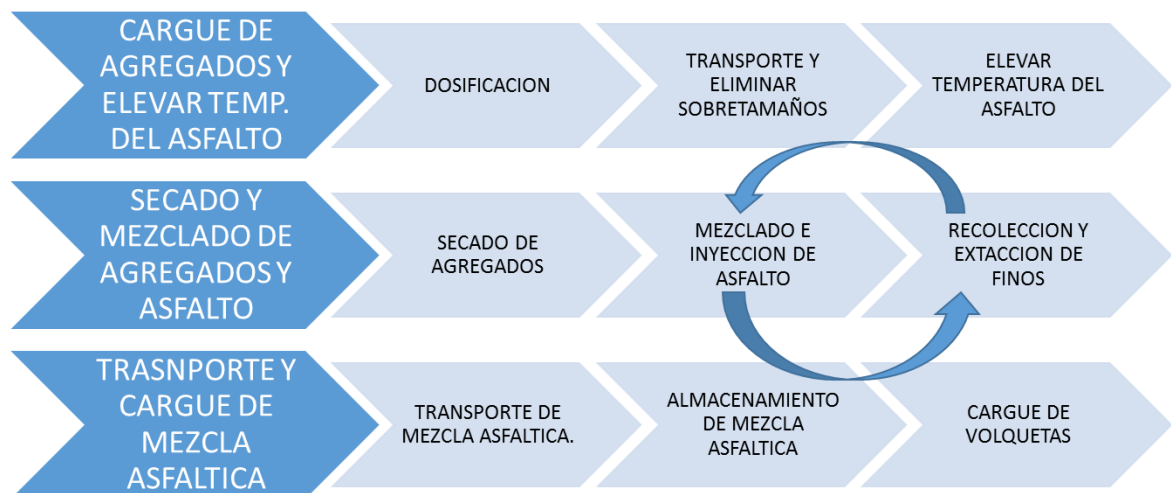 CARGUE DE
AGREGADOS Y
ELEVAR TEMP.
DEL ASFALTO
DOSIFICACION
TRANSPORTE Y
ELIMINAR
SOBRETAMAÑOS
ELEVAR
TEMPERATURA DEL
ASFALTO
SECADO Y
MEZCLADO DE
AGREGADOS Y
ASFALTO
SECADO DE
AGREGADOS
MEZCLADO E
INYECCION DE
ASFALTO
RECOLECCION Y
EXTACCION DE
FINOS
TRASNPORTE Y
CARGUE DE
MEZCLA
ASFALTICA
TRANSPORTE DE
MEZCLA ASFALTICA.
ALMACENAMIENTO
DE MEZCLA
ASFALTICA
CARGUE DE
VOLQUETAS